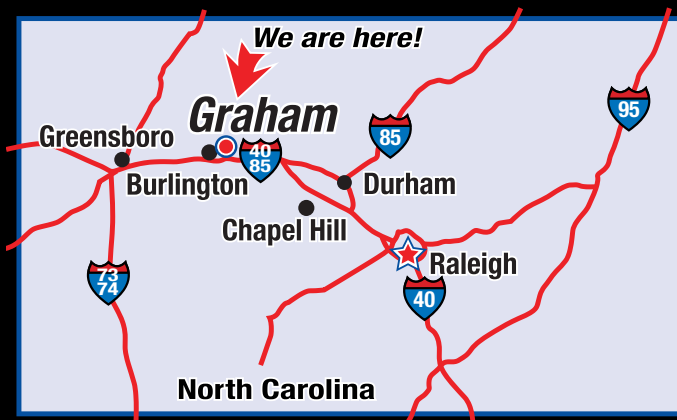 We are here!
Graham
95
85
Greensboro
40
85
Burlington
Durham
Chapel Hill
Raleigh
73
74
40
North Carolina